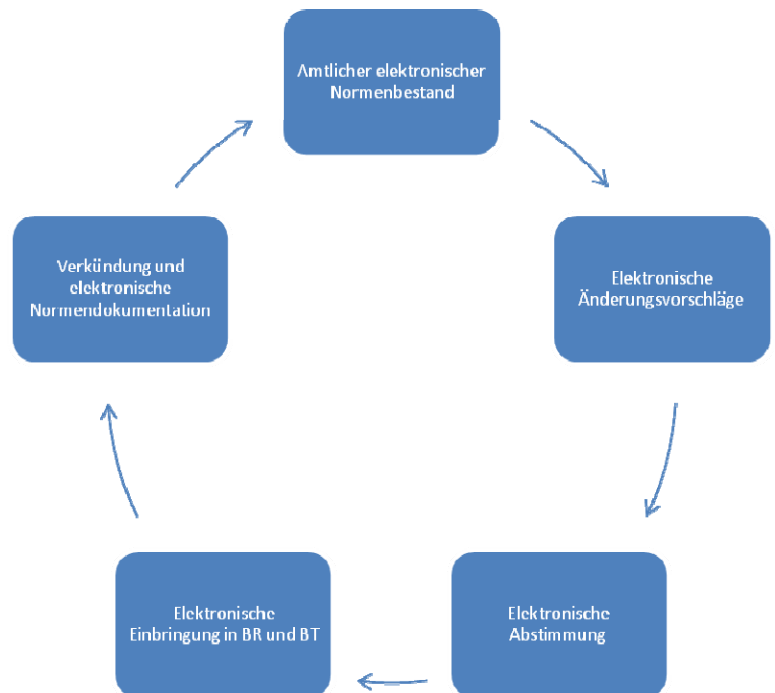 Amtlicher elektronischer
Normenbestand
Elektronische
Änderungsvorschläge
Elektronische
Abstimmung
Elektronische
Einbringung in BR und BT
Verkündung und
elektronische
Normendokumentation